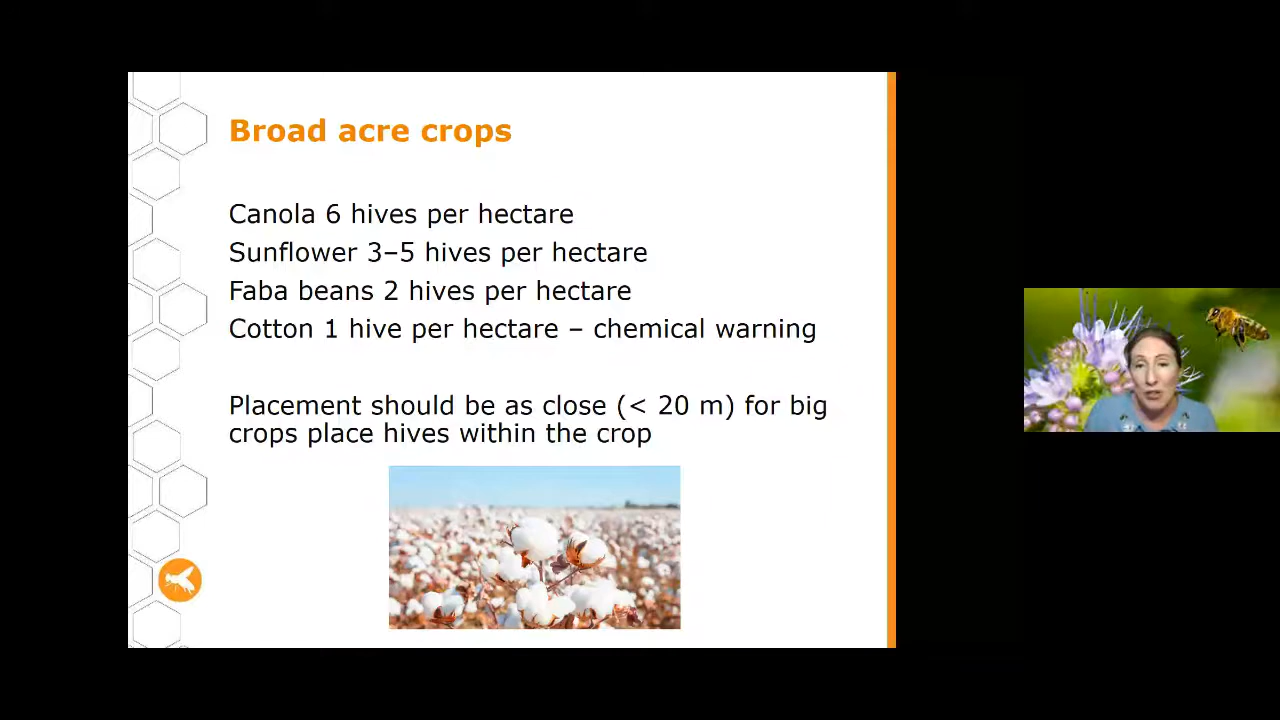 Broad acre crops
Canola 6 hives per hectare
Sunflower 3–5 hives per hectare
Faba beans 2 hives per hectare
Cotton 1 hive per hectare – chemical warning
Placement should be as close (< 20 m) for big
crops place hives within the crop